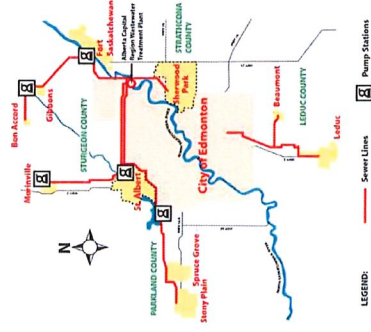 Bon Accord
Gibbons
Fort
Saskatchewan
Alberta Capital
Region Wastewater
Treatment Plant
STRATHCONA
COUNTY
Morinville
STURGEON COUNTY
Sherwood
Park
St. Albert
N
City of Edmonton
Beaumont
LEDUC COUNTY
Leduc
PARKLAND COUNTY
Spruce Grove
Stony Plain
LEGEND:
Sewer Lines
Pump Stations